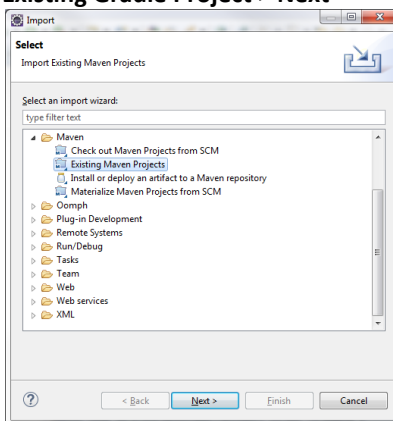 Existing Gradle Project > Next
Import
Select
Import Existing Maven Projects
Select an import wizard:
type filter text
Maven
Check out Maven Projects from SCM
Existing Maven Projects
Install or deploy an artifact to a Maven repository
Materialize Maven Projects from SCM
Oomph
Plug-in Development
Remote Systems
Run/Debug
Tasks
Team
Web
Web services
XML
?
< Back
Next >
Finish
Cancel